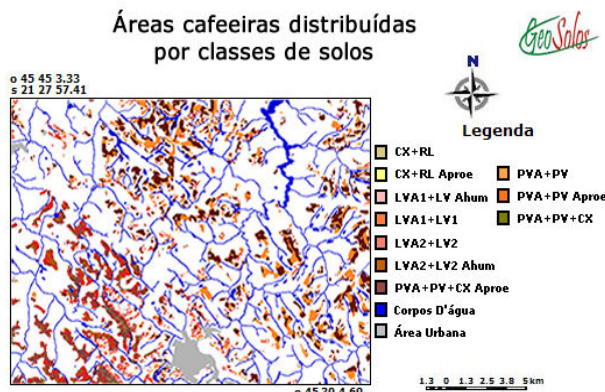 Áreas cafeeiras distribuídas
por classes de solos
GeoSolos
o 45 45 3.33
s 21 27 57.41
N
Legenda
CX+RL
CX+RL Aproe
LVA1+LV Ahum
LVA1+LV1
LVA2+LV2
LVA2+LV2 Ahum
PVA+PV+CX Aproe
Corpos D'água
Área Urbana
PVA+PV
PVA+PV Aproe
PVA+PV+CX
1.3 0 1.3 2.5 3.8 5 km